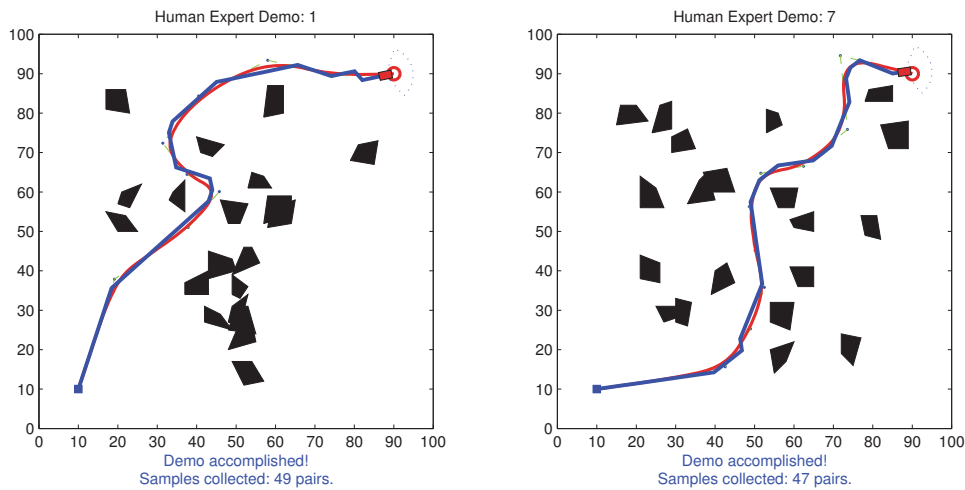 Human Expert Demo: 1
100
90
80
70
60
50
40
30
20
10
0
0 10 20 30 40 50 60 70 80 90 100
Demo accomplished!
Samples collected: 49 pairs.
Human Expert Demo: 7
100
90
80
70
60
50
40
30
20
10
0
0 10 20 30 40 50 60 70 80 90 100
Demo accomplished!
Samples collected: 47 pairs.